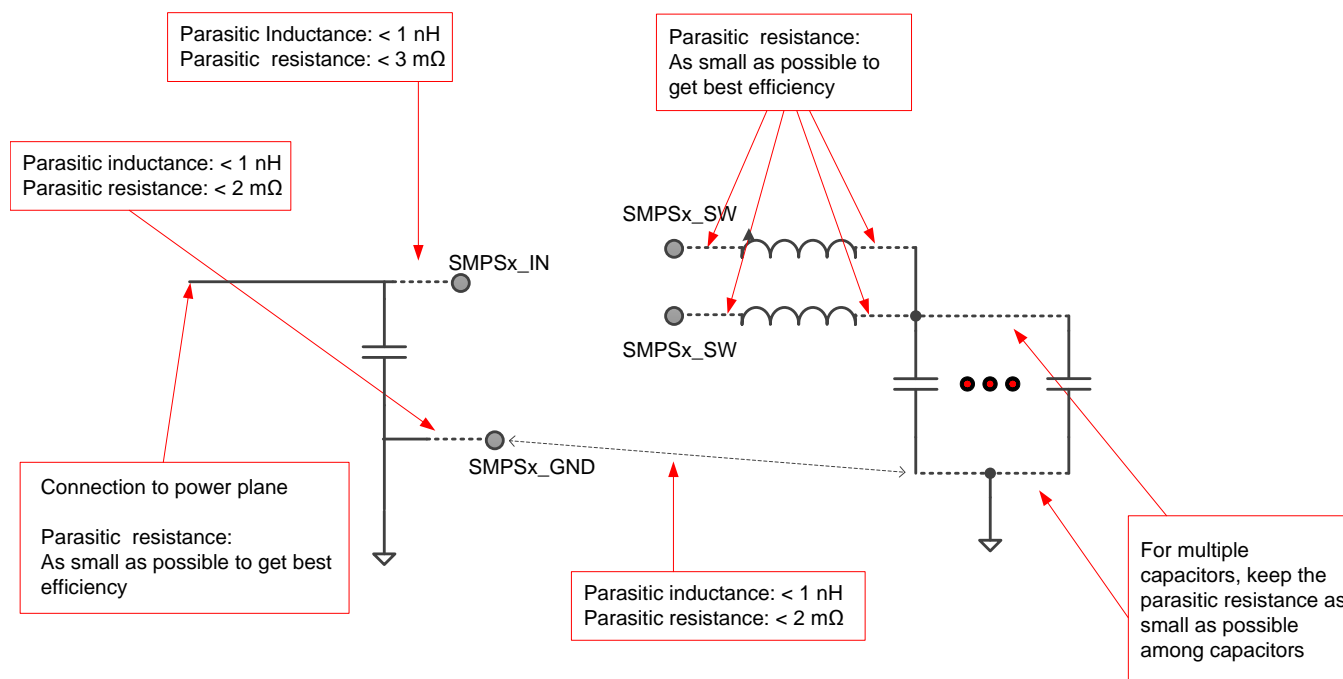 Parasitic Inductance: < 1 nH
Parasitic resistance: < 3 mΩ
Parasitic resistance:
As small as possible to
get best efficiency
Parasitic inductance: < 1 nH
Parasitic resistance: < 2 mΩ
SMPSx_SW
SMPSx_IN
SMPSx_SW
SMPSx_GND
Connection to power plane
Parasitic resistance:
As small as possible to get best
efficiency
Parasitic inductance: < 1 nH
Parasitic resistance: < 2 mΩ
For multiple
capacitors, keep the
parasitic resistance as
small as possible
among capacitors